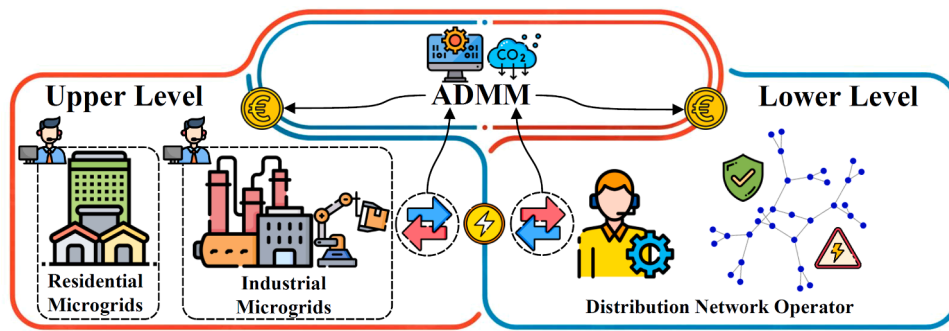 CO₂
ADMM
Upper Level
Lower Level
Residential
Microgrids
Industrial
Microgrids
Distribution Network Operator